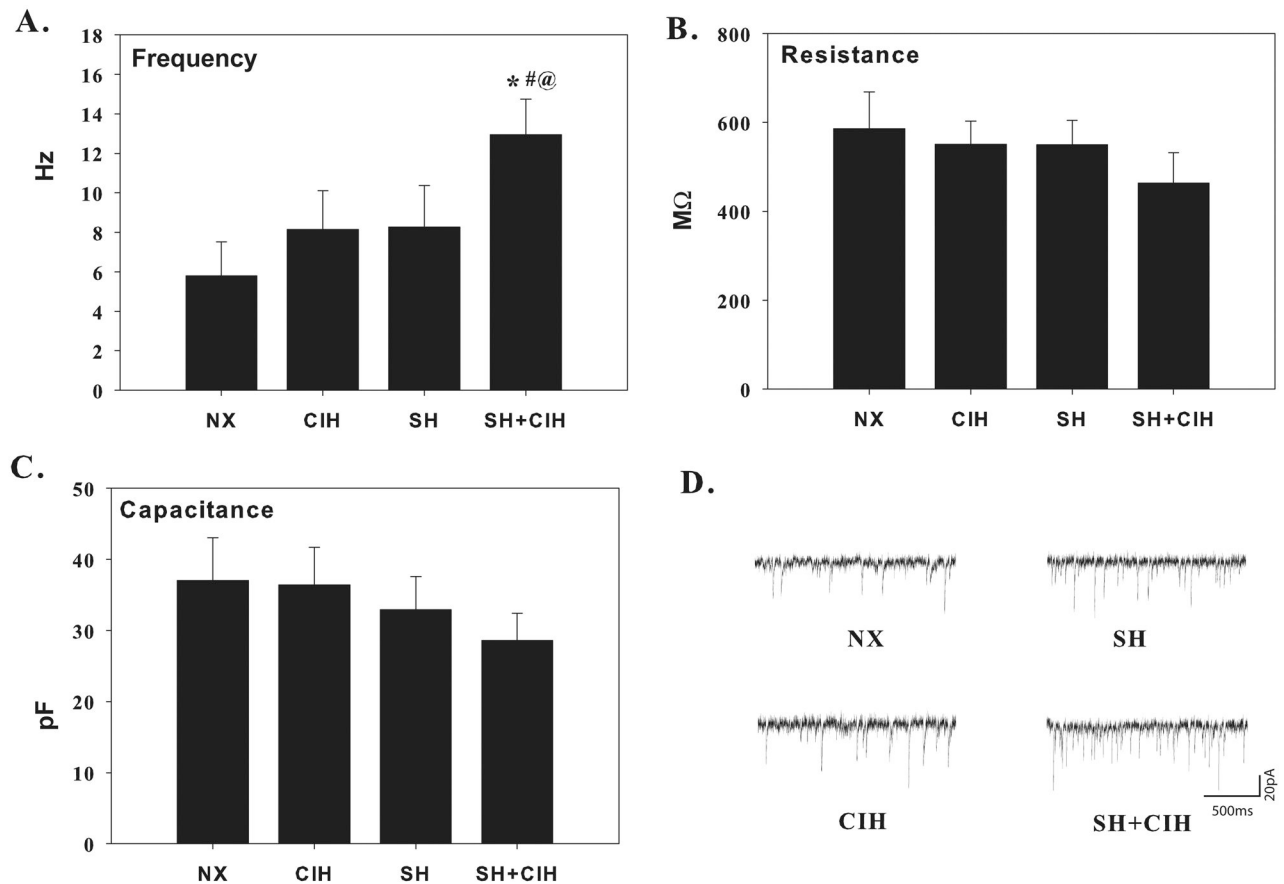 A.
Frequency
* #@
Hz
18
16
14
12
10
8
6
4
2
0
NX CIH SH SH+CIH
B.
Resistance
MΩ
800
600
400
200
0
NX CIH SH SH+CIH
C.
Capacitance
pF
50
40
30
20
10
0
NX CIH SH SH+CIH
D.
NX SH
CIH SH+CIH
20pA
500ms